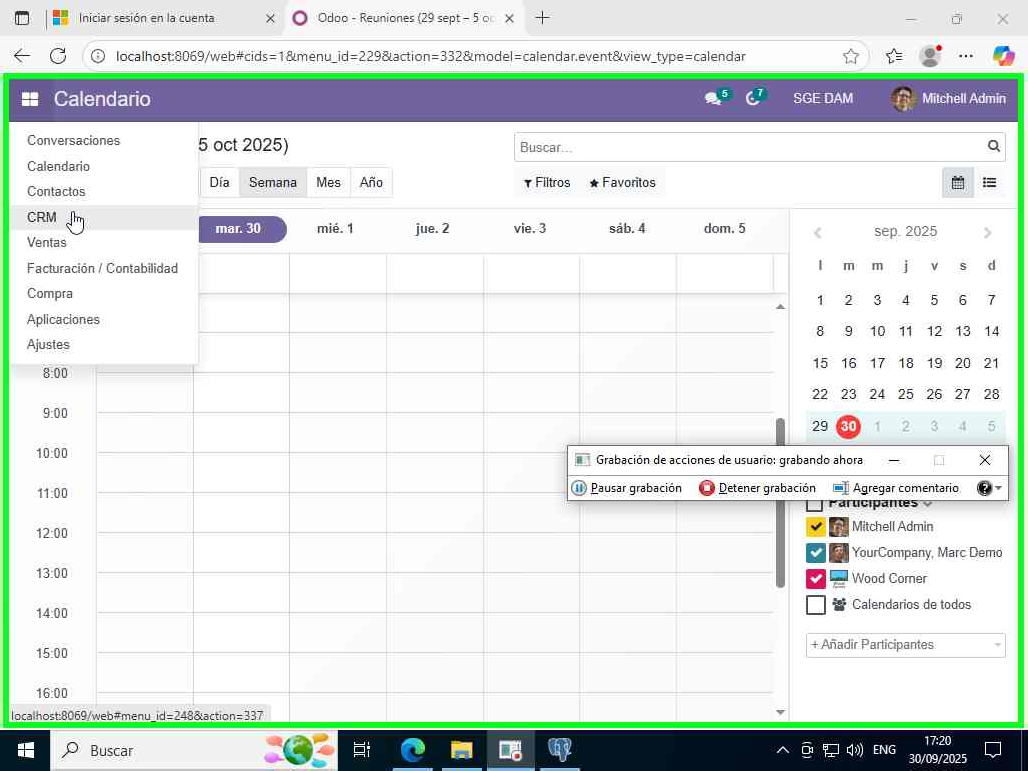 Iniciar sesión en la cuenta
Odoo - Reuniones (29 sept – 5 oc
localhost:8069/web#cids=1&menu_id=229&action=332&model=calendar.event&view_type=calendar
Calendario
5
7
SGE DAM
Mitchell Admin
Conversaciones
Calendario
Contactos
CRM
Ventas
Facturación / Contabilidad
Compra
Aplicaciones
Ajustes
5 oct 2025)
Buscar...
Día Semana Mes Año
Filtros Favoritos
mar. 30 mié. 1 jue. 2 vie. 3 sáb. 4 dom. 5
8:00
9:00
10:00
11:00
12:00
13:00
14:00
15:00
16:00
sep. 2025
l m m j v s d
1 2 3 4 5 6 7
8 9 10 11 12 13 14
15 16 17 18 19 20 21
22 23 24 25 26 27 28
29 30 1 2 3 4 5
Grabación de acciones de usuario: grabando ahora
Pausar grabación Detener grabación Agregar comentario
Participantes
Mitchell Admin
YourCompany, Marc Demo
Wood Corner
Calendarios de todos
+ Añadir Participantes
localhost:8069/web#menu_id=248&action=337
Buscar
ENG
17:20
30/09/2025